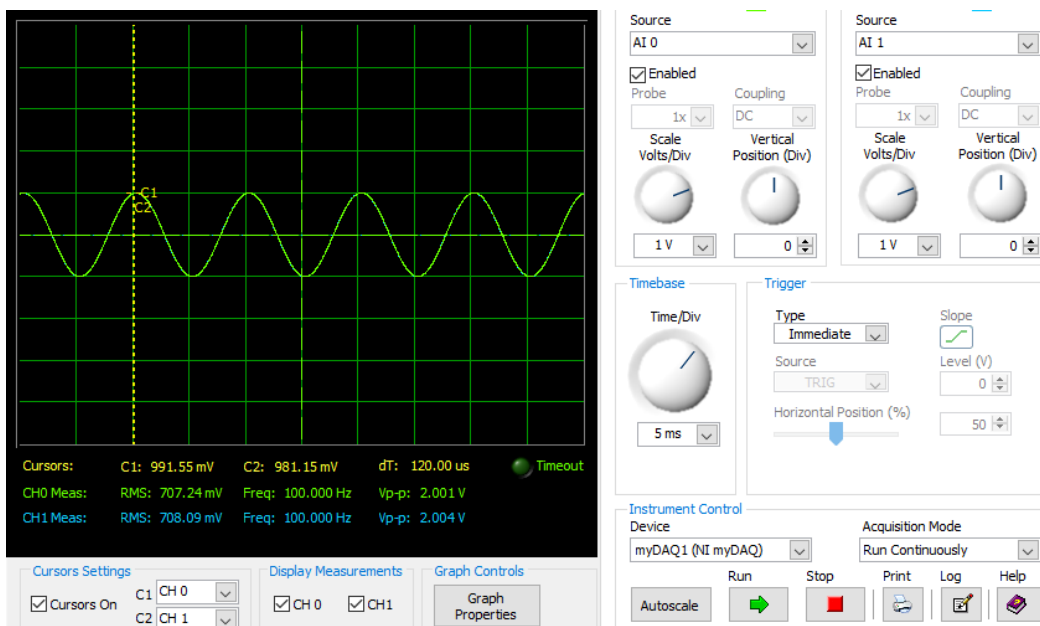 C1
C2
Cursors: C1: 991.55 mV C2: 981.15 mV dT: 120.00 us Timeout
CH0 Meas: RMS: 707.24 mV Freq: 100.000 Hz Vp-p: 2.001 V
CH1 Meas: RMS: 708.09 mV Freq: 100.000 Hz Vp-p: 2.004 V
Cursors Settings
Cursors On
C1 CH 0
C2 CH 1
Display Measurements
CH 0 CH1
Graph Controls
Graph
Properties
Source
AI 0
Enabled
Probe Coupling
1x DC
Scale
Volts/Div
Vertical
Position (Div)
1 V 0
Source
AI 1
Enabled
Probe Coupling
1x DC
Scale
Volts/Div
Vertical
Position (Div)
1 V 0
Timebase
Time/Div
5 ms
Trigger
Type
Immediate
Slope
Source
TRIG
Level (V)
0
Horizontal Position (%)
50
Instrument Control
Device
myDAQ1 (NI myDAQ)
Acquisition Mode
Run Continuously
Run Stop Print Log Help
Autoscale